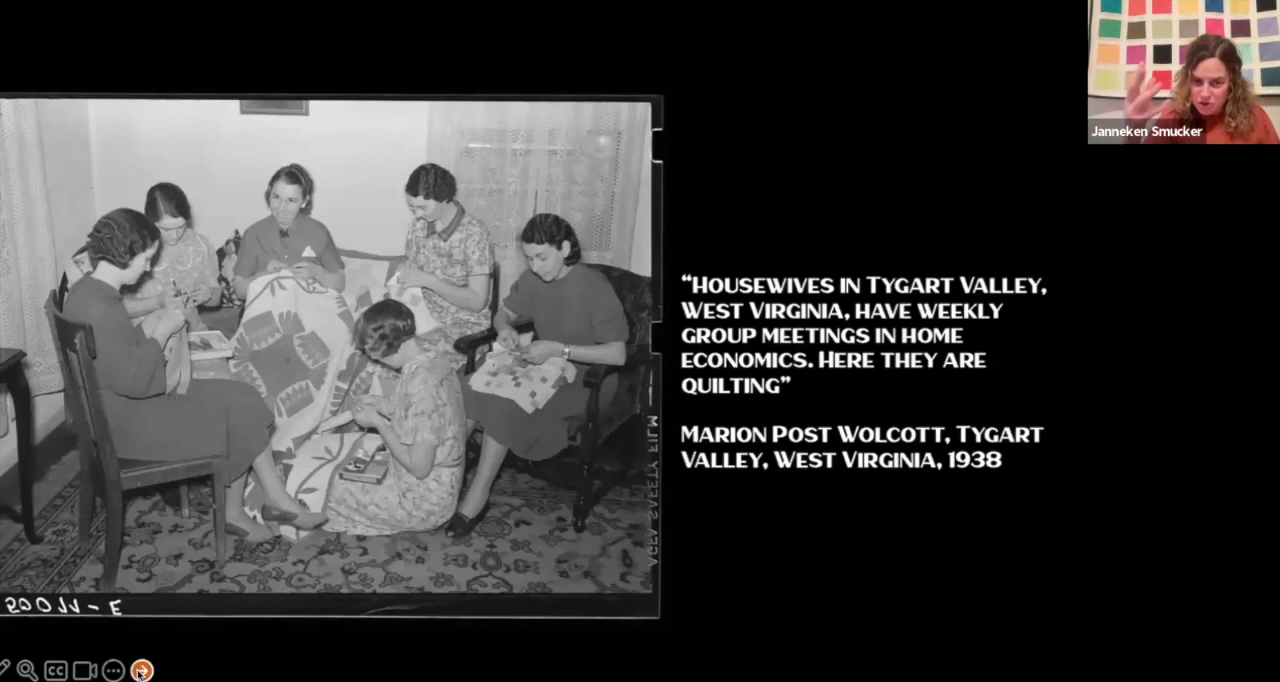 Janneken Smucker
“Housewives in Tygart Valley,
West Virginia, have weekly
group meetings in home
economics. Here they are
quilting”
Marion Post Wolcott, Tygart
Valley, West Virginia, 1938
CC